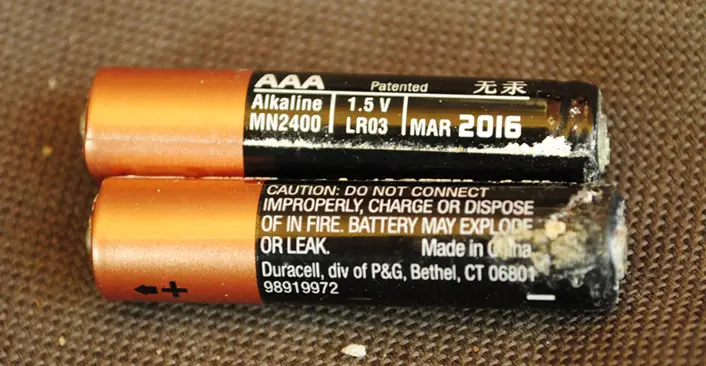 AAA Patented 无汞
Alkaline 1.5 V
MN2400 LR03 MAR 2016
CAUTION: DO NOT CONNECT
IMPROPERLY, CHARGE OR DISPOSE
OF IN FIRE. BATTERY MAY EXPLODE
OR LEAK. Made in China
Duracell, div of P&G, Bethel, CT 06801
98919972
+